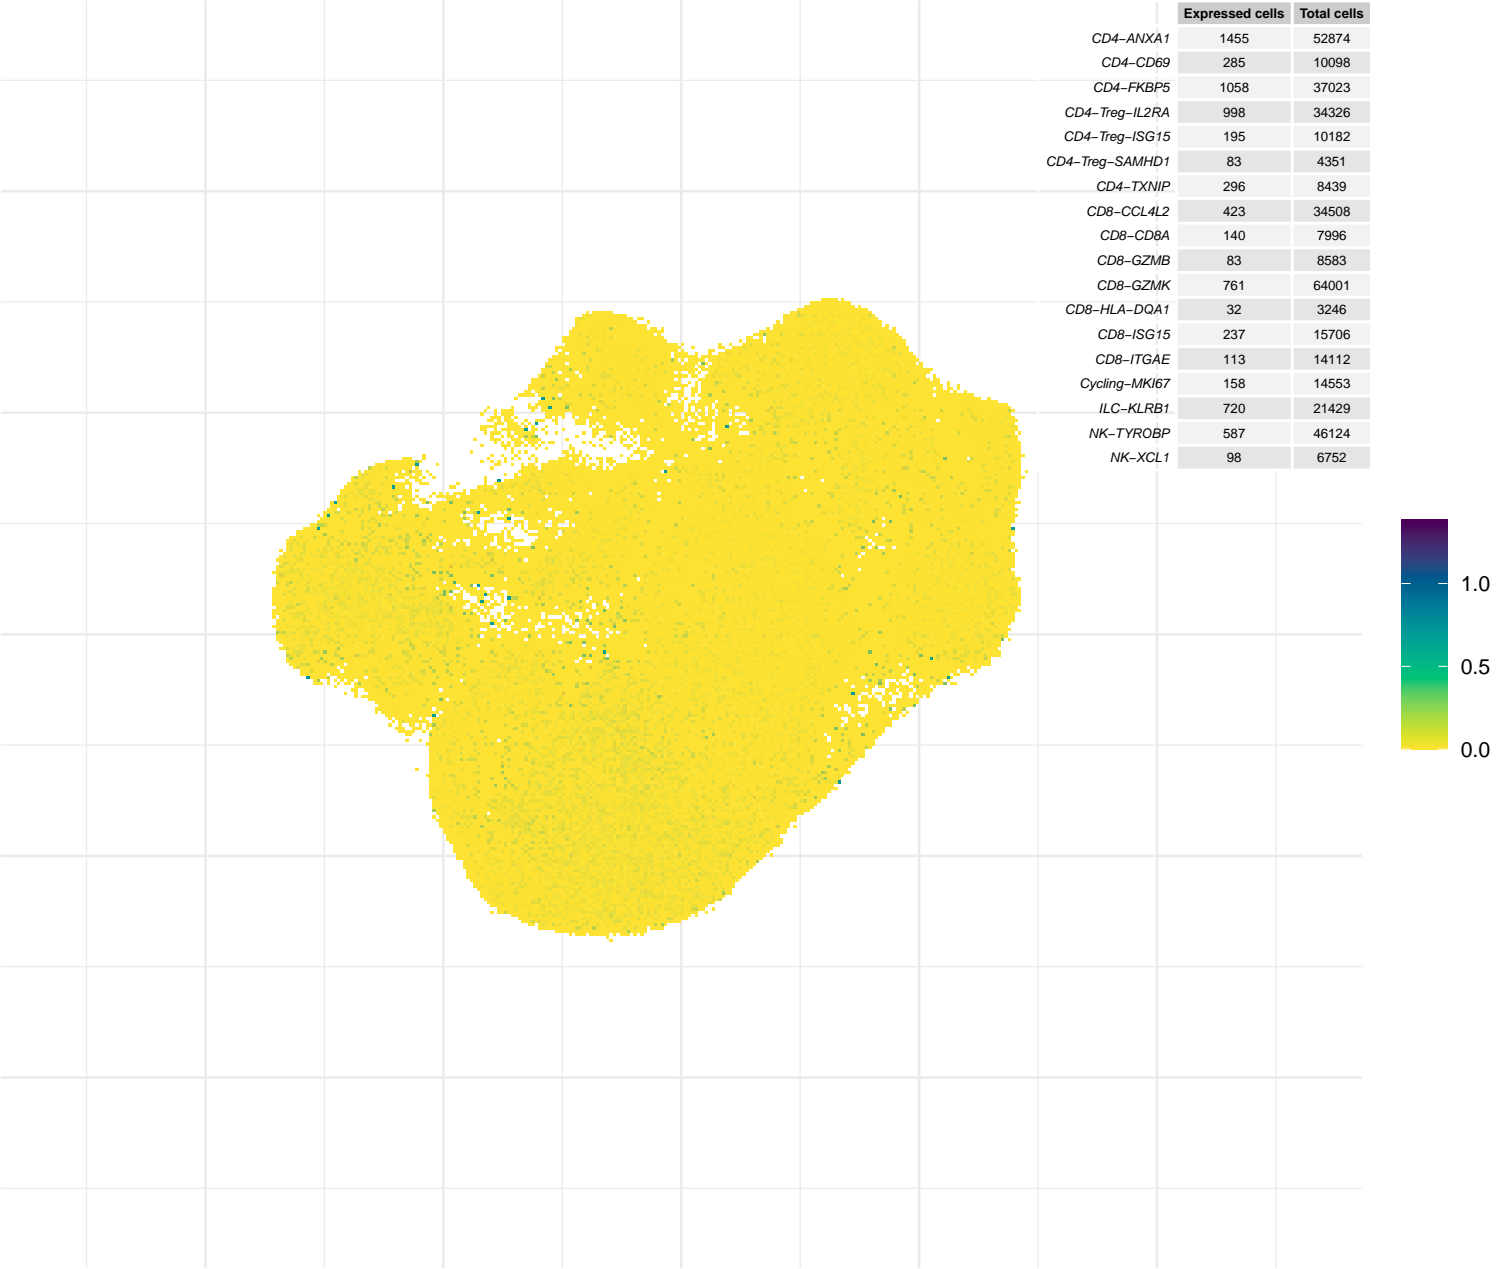 Expressed cells Total cells
CD4−ANXA1 1455 52874
CD4−CD69 285 10098
CD4−FKBP5 1058 37023
CD4−Treg−IL2RA 998 34326
CD4−Treg−ISG15 195 10182
CD4−Treg−SAMHD1 83 4351
CD4−TXNIP 296 8439
CD8−CCL4L2 423 34508
CD8−CD8A 140 7996
CD8−GZMB 83 8583
CD8−GZMK 761 64001
CD8−HLA−DQA1 32 3246
CD8−ISG15 237 15706
CD8−ITGAE 113 14112
Cycling−MKI67 158 14553
ILC−KLRB1 720 21429
NK−TYROBP 587 46124
NK−XCL1 98 6752
1.0
0.5
0.0